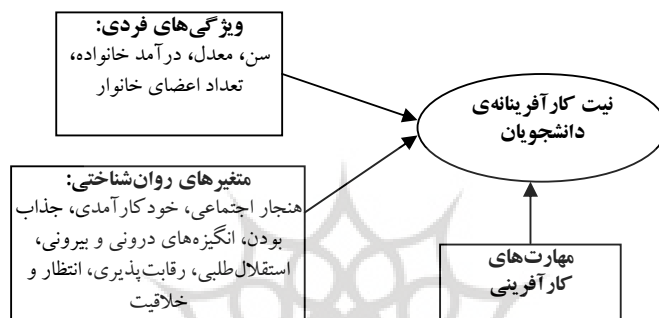 ویژگی‌های فردی:
سن، معدل، درآمد خانواده،
تعداد اعضای خانوار
نیت کارآفرینانه‌ی
دانشجویان
متغیرهای روان‌شناختی:
هنجار اجتماعی، خودکارآمدی، جذاب
بودن، انگیزه‌های درونی و بیرونی،
استقلال‌طلبی، رقابت‌پذیری، انتظار و
خلاقیت
مهارت‌های
کارآفرینی